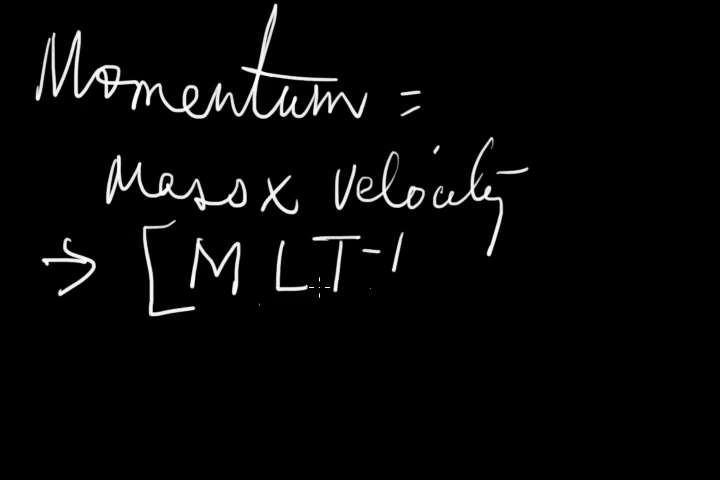 Momentum =
Mass x velocity
→ [M L T-1